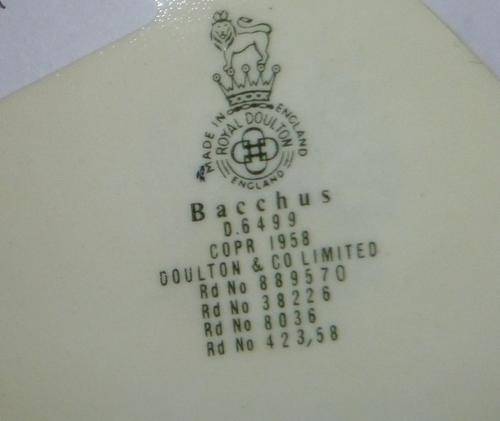 MADE IN ENGLAND
ROYAL DOULTON
ENGLAND
Bacchus
D.6499
COPR 1958
DOULTON & CO LIMITED
Rd No 889570
Rd No 38226
Rd No 8036
Rd No 423,58